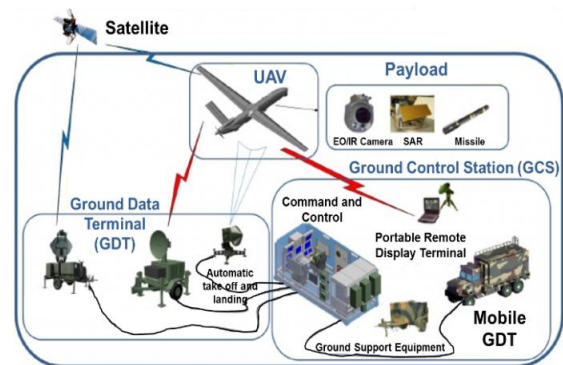 Satellite
UAV
Payload
EO/IR Camera
SAR
Missile
Ground Control Station (GCS)
Ground Data
Terminal
(GDT)
Command and
Control
Portable Remote
Display Terminal
Automatic
take off and
landing
Mobile
GDT
Ground Support Equipment